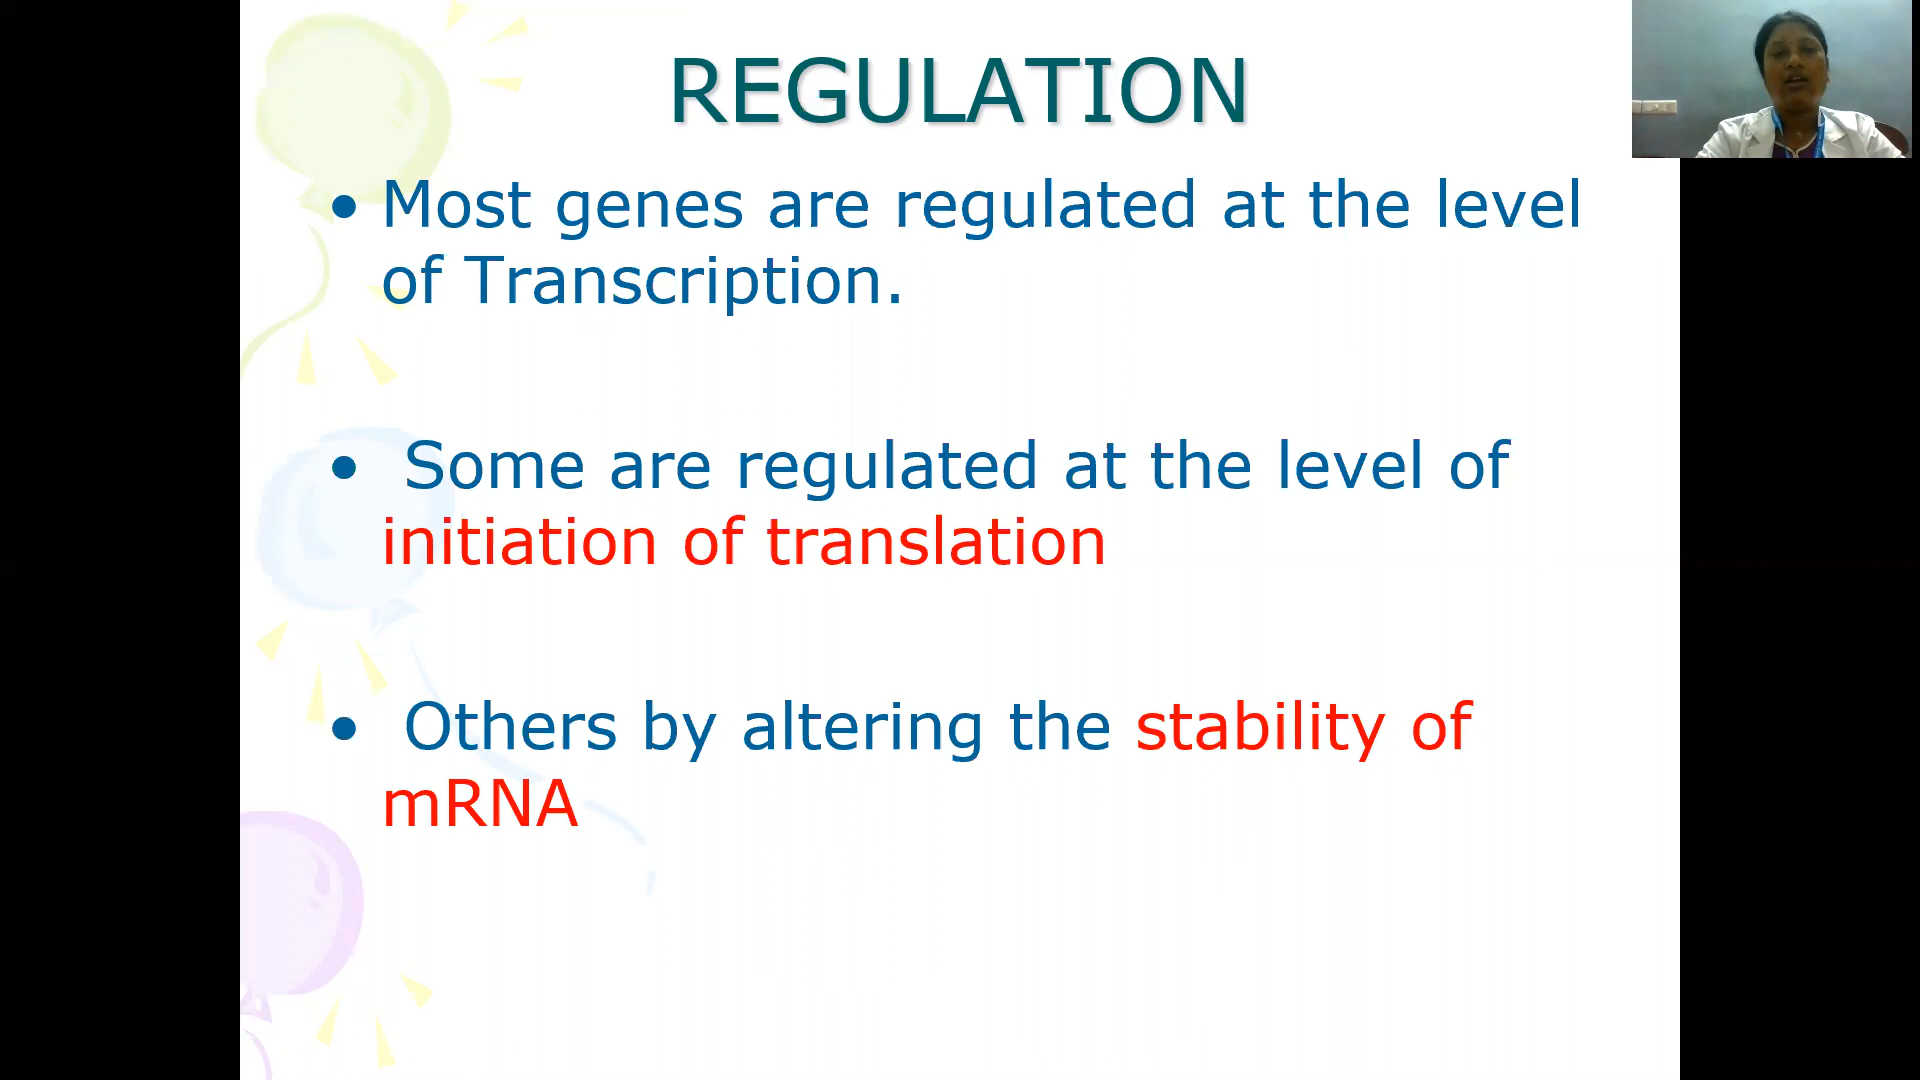 REGULATION
• Most genes are regulated at the level
of Transcription.
• Some are regulated at the level of
initiation of translation
• Others by altering the stability of
mRNA